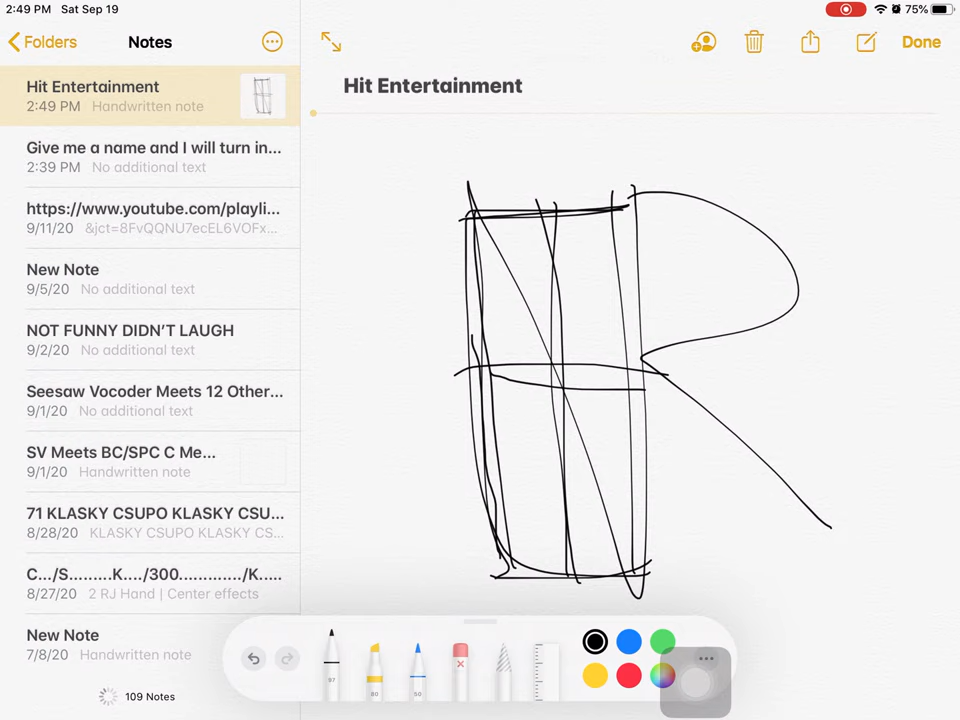 2:49 PM Sat Sep 19
75%
Folders
Notes
Done
Hit Entertainment
2:49 PM Handwritten note
Give me a name and I will turn in...
2:39 PM No additional text
https://www.youtube.com/playli...
9/11/20 &jct=8FvQQNU7ecEL6VOFx...
New Note
9/5/20 No additional text
NOT FUNNY DIDN'T LAUGH
9/2/20 No additional text
Seesaw Vocoder Meets 12 Other...
9/1/20 No additional text
SV Meets BC/SPC C Me...
9/1/20 Handwritten note
71 KLASKY CSUPO KLASKY CSU...
8/28/20 KLASKY CSUPO KLASKY CS...
C.../S.........K..../300............./K.....
8/27/20 2 RJ Hand | Center effects
New Note
7/8/20 Handwritten note
109 Notes
Hit Entertainment
97
80
50